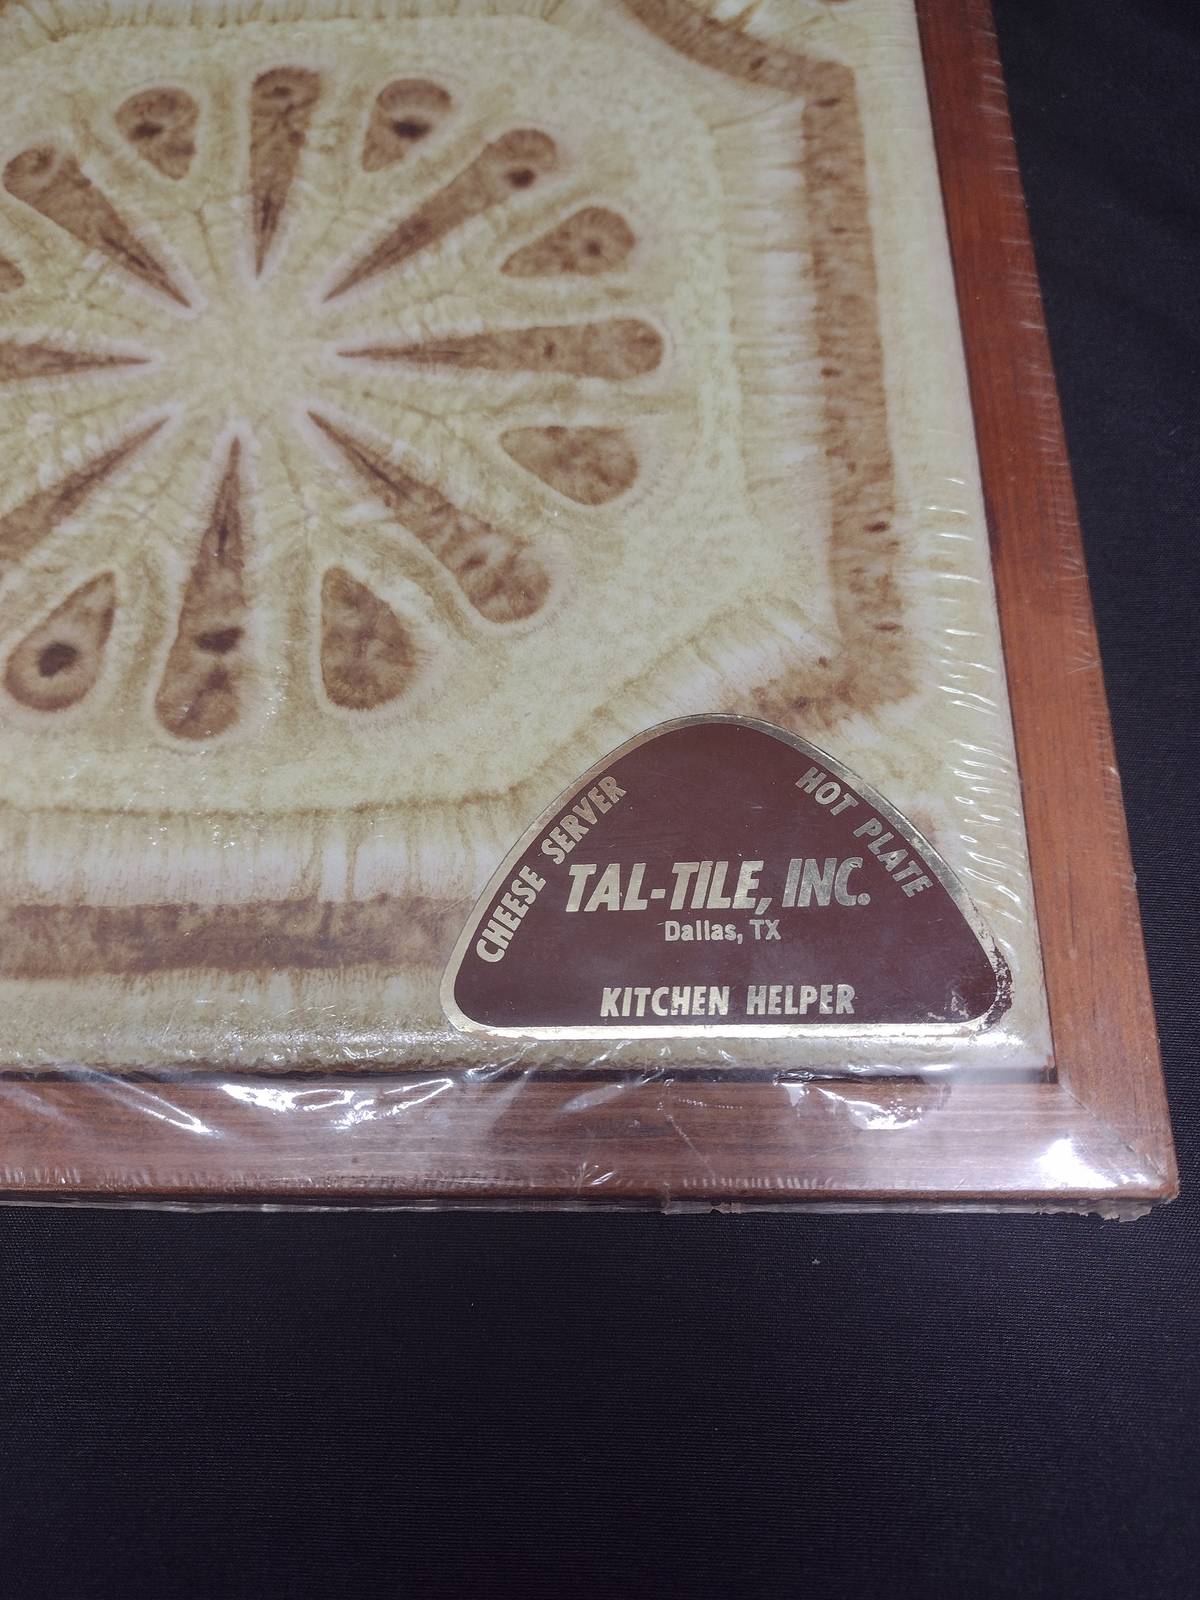 CHEESE SERVER
HOT PLATE
TAL-TILE, INC.
Dallas, TX
KITCHEN HELPER